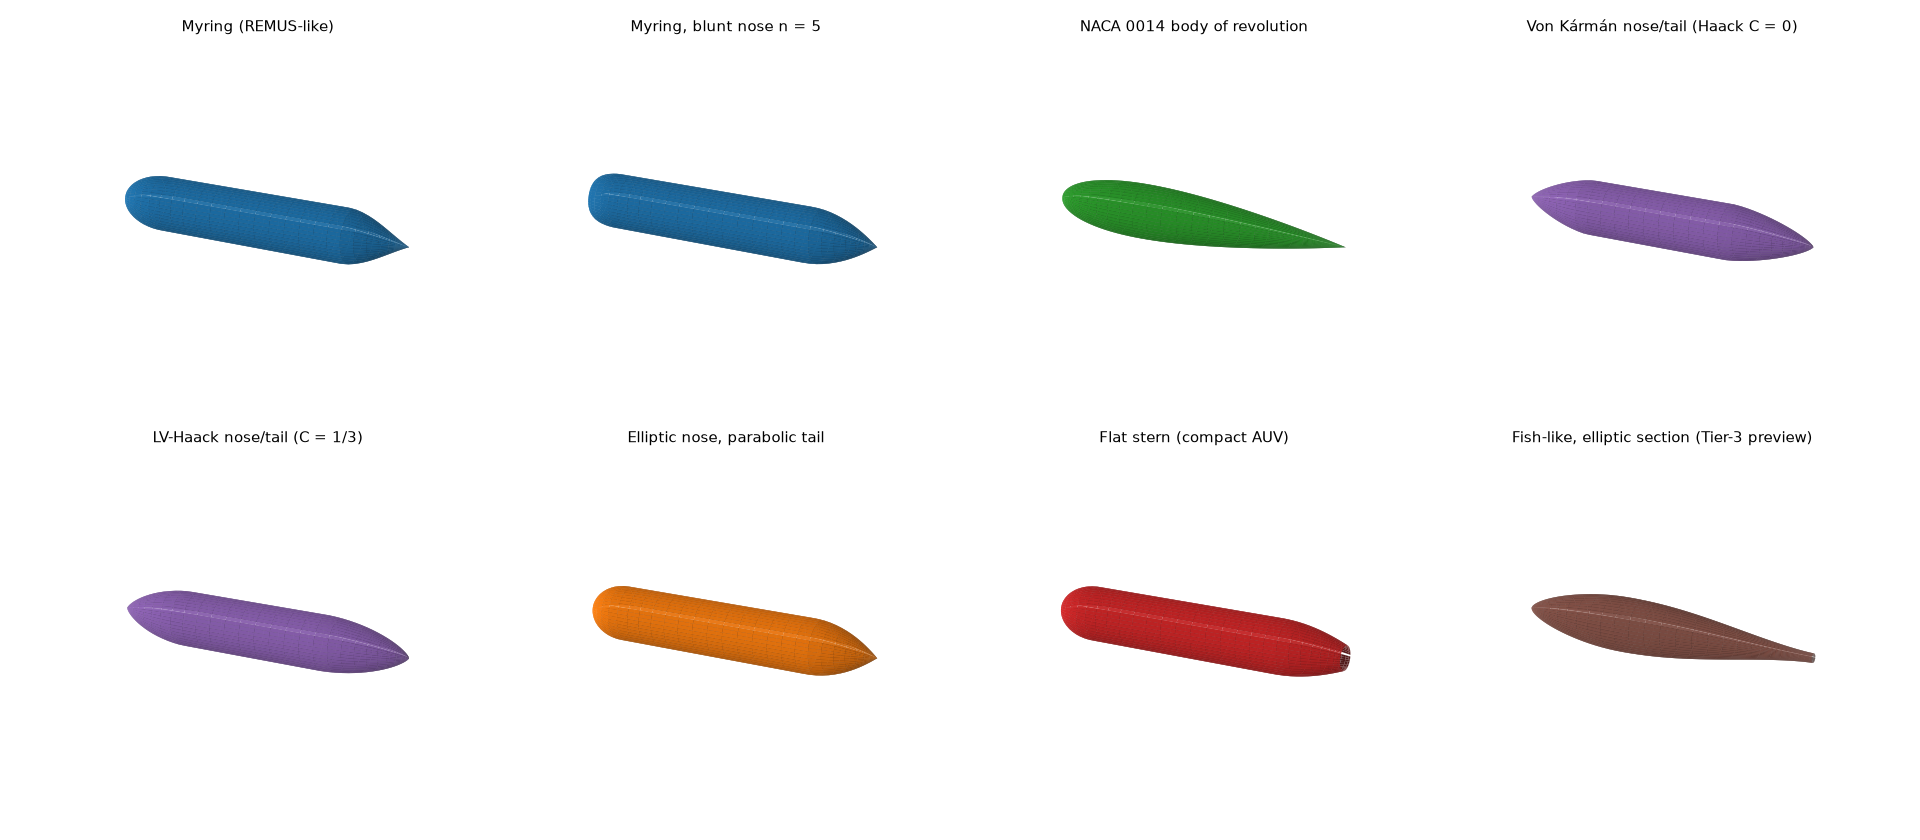 Myring (REMUS-like)
Myring, blunt nose n = 5
NACA 0014 body of revolution
Von Kármán nose/tail (Haack C = 0)
LV-Haack nose/tail (C = 1/3)
Elliptic nose, parabolic tail
Flat stern (compact AUV)
Fish-like, elliptic section (Tier-3 preview)